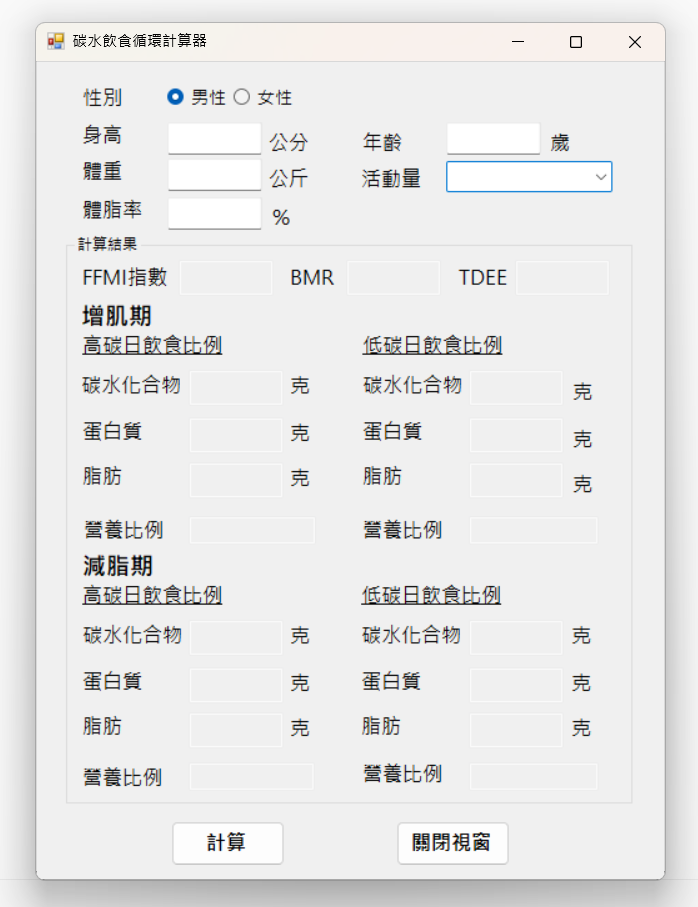 碳水飲食循環計算器
性別 男性 女性
身高 公分 年齡 歲
體重 公斤 活動量
體脂率 %
計算結果
FFMI指數 BMR TDEE
增肌期
高碳日飲食比例 低碳日飲食比例
碳水化合物 克 碳水化合物 克
蛋白質 克 蛋白質 克
脂肪 克 脂肪 克
營養比例 營養比例
減脂期
高碳日飲食比例 低碳日飲食比例
碳水化合物 克 碳水化合物 克
蛋白質 克 蛋白質 克
脂肪 克 脂肪 克
營養比例 營養比例
計算 關閉視窗